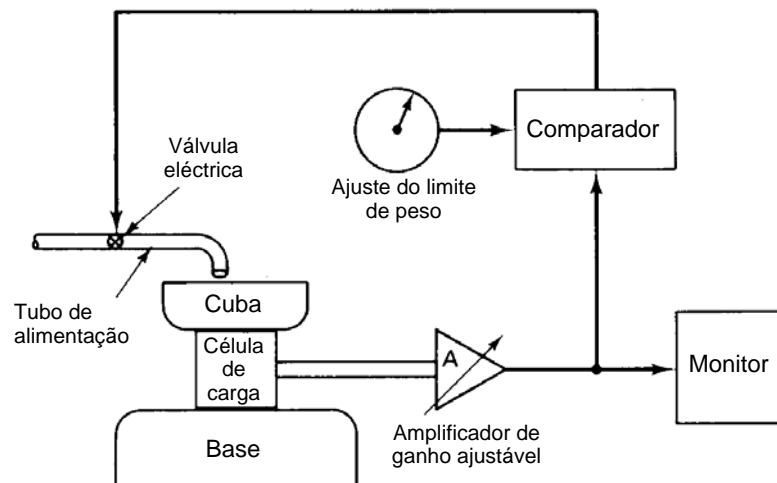 Válvula
eléctrica
Ajuste do limite
de peso
Comparador
Tubo de
alimentação
Cuba
Célula
de
carga
Base
A
Amplificador de
ganho ajustável
Monitor